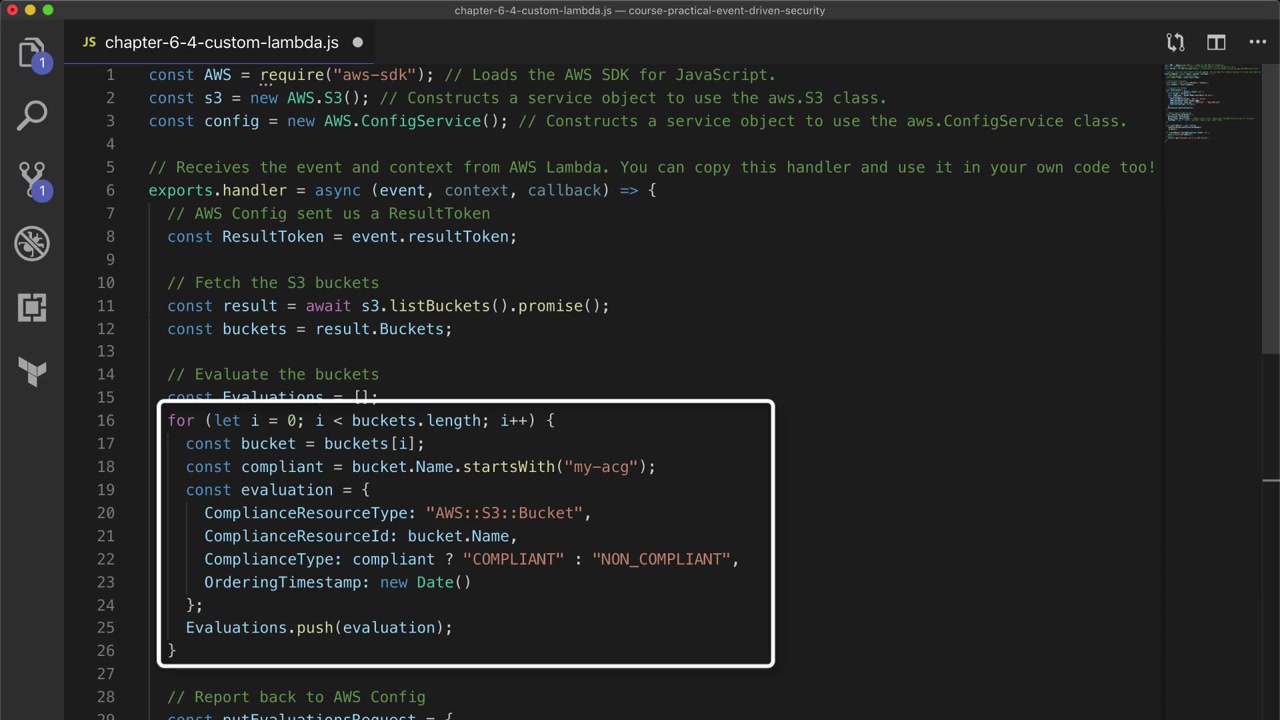 chapter-6-4-custom-lambda.js — course-practical-event-driven-security
JS chapter-6-4-custom-lambda.js
1
1
1 const AWS = require("aws-sdk"); // Loads the AWS SDK for JavaScript.
2 const s3 = new AWS.S3(); // Constructs a service object to use the aws.S3 class.
3 const config = new AWS.ConfigService(); // Constructs a service object to use the aws.ConfigService class.
4
5 // Receives the event and context from AWS Lambda. You can copy this handler and use it in your own code too!
6 exports.handler = async (event, context, callback) => {
7 // AWS Config sent us a ResultToken
8 const ResultToken = event.resultToken;
9
10 // Fetch the S3 buckets
11 const result = await s3.listBuckets().promise();
12 const buckets = result.Buckets;
13
14 // Evaluate the buckets
15 const Evaluations = [];
16 for (let i = 0; i < buckets.length; i++) {
17 const bucket = buckets[i];
18 const compliant = bucket.Name.startsWith("my-acg");
19 const evaluation = {
20 ComplianceResourceType: "AWS::S3::Bucket",
21 ComplianceResourceId: bucket.Name,
22 ComplianceType: compliant ? "COMPLIANT" : "NON_COMPLIANT",
23 OrderingTimestamp: new Date()
24 };
25 Evaluations.push(evaluation);
26 }
27
28 // Report back to AWS Config
29 const putEvaluationsRequest = {